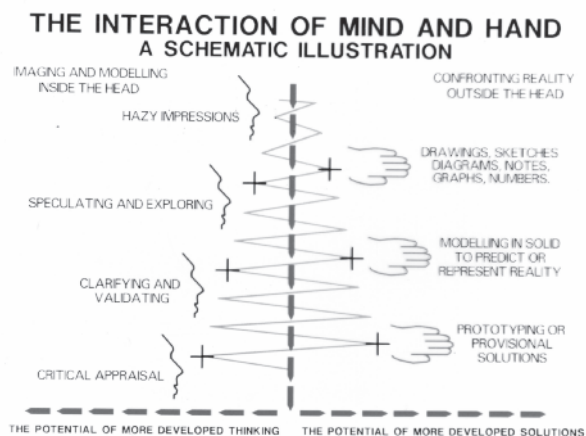 THE INTERACTION OF MIND AND HAND
A SCHEMATIC ILLUSTRATION
IMAGING AND MODELLING
INSIDE THE HEAD
CONFRONTING REALITY
OUTSIDE THE HEAD
HAZY IMPRESSIONS
DRAWINGS, SKETCHES
DIAGRAMS, NOTES,
GRAPHS, NUMBERS.
SPECULATING AND EXPLORING
MODELLING IN SOLID
TO PREDICT OR
REPRESENT REALITY
CLARIFYING AND
VALIDATING
PROTOTYPING OR
PROVISIONAL
SOLUTIONS
CRITICAL APPRAISAL
THE POTENTIAL OF MORE DEVELOPED THINKING
THE POTENTIAL OF MORE DEVELOPED SOLUTIONS